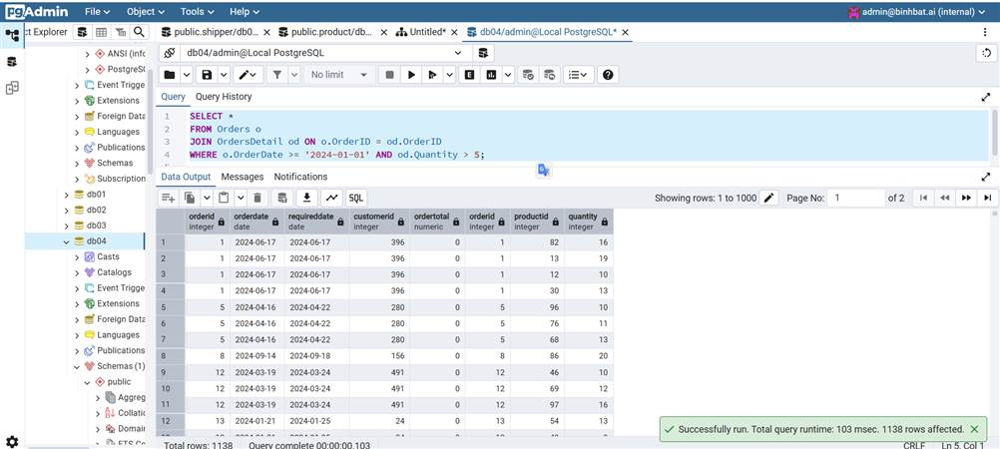 pgAdmin File Object Tools Help admin@binhbat.ai (internal)
ct Explorer public.shipper/db0... public.product/db... Untitled* db04/admin@Local PostgreSQL*
db04/admin@Local PostgreSQL
No limit E
Query Query History
1 SELECT *
2 FROM Orders o
3 JOIN OrdersDetail od ON o.OrderID = od.OrderID
4 WHERE o.OrderDate >= '2024-01-01' AND od.Quantity > 5;
Data Output Messages Notifications
SQL Showing rows: 1 to 1000 Page No: 1 of 2
orderid orderdate requireddate customerid ordertotal orderid productid quantity
integer date date integer numeric integer integer integer
1 1 2024-06-17 2024-06-17 396 0 1 82 16
2 1 2024-06-17 2024-06-17 396 0 1 13 19
3 1 2024-06-17 2024-06-17 396 0 1 12 10
4 1 2024-06-17 2024-06-17 396 0 1 30 13
5 5 2024-04-16 2024-04-22 280 0 5 96 10
6 5 2024-04-16 2024-04-22 280 0 5 76 11
7 5 2024-04-16 2024-04-22 280 0 5 68 13
8 8 2024-09-14 2024-09-18 156 0 8 86 20
9 12 2024-03-19 2024-03-24 491 0 12 46 10
10 12 2024-03-19 2024-03-24 491 0 12 69 12
11 12 2024-03-19 2024-03-24 491 0 12 97 16
12 13 2024-01-21 2024-01-25 24 0 13 54 13
Successfully run. Total query runtime: 103 msec. 1138 rows affected.
Total rows: 1138 Query complete 00:00:00.103 CRLF Ln 5, Col 1
ANSI (info
PostgreS
Event Trigge
Extensions
Foreign Data
Languages
Publications
Schemas
Subscription
db01
db02
db03
db04
Casts
Catalogs
Event Trigge
Extensions
Foreign Data
Languages
Publications
Schemas (1)
public
Aggreg
Collatic
Domain
FTS Co